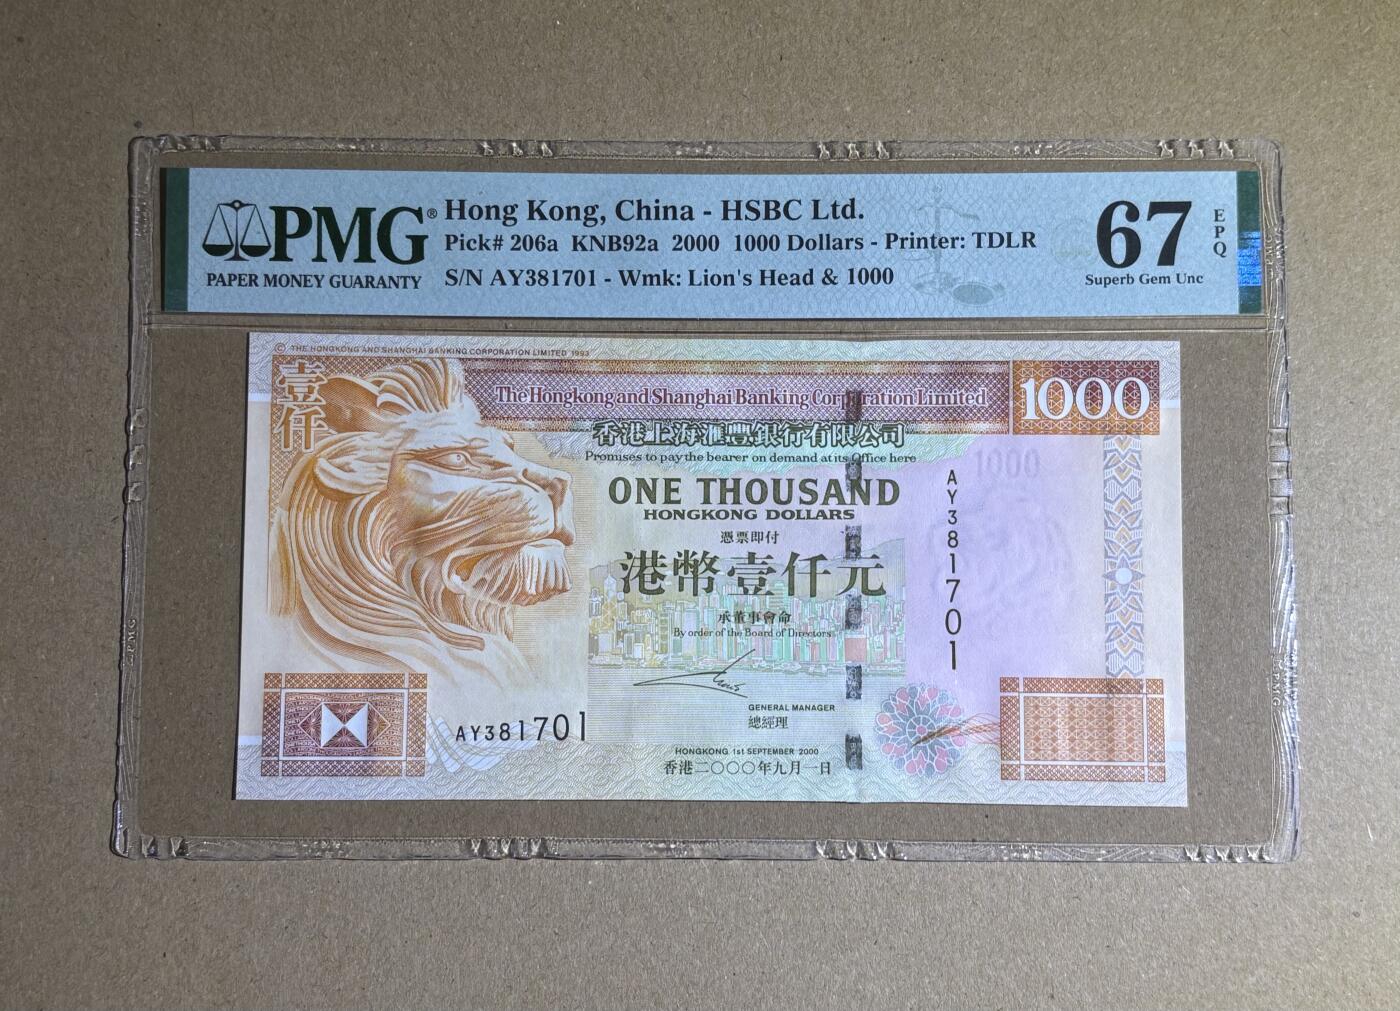 PMG®
PAPER MONEY GUARANTY
Hong Kong, China - HSBC Ltd.
Pick# 206a KNB92a 2000 1000 Dollars - Printer: TDLR
S/N AY381701 - Wmk: Lion's Head & 1000
67
EPQ
Superb Gem Unc
© THE HONGKONG AND SHANGHAI BANKING CORPORATION LIMITED 1993
壹仟
The Hongkong and Shanghai Banking Corporation Limited
1000
香港上海滙豐銀行有限公司
Promises to pay the bearer on demand at its Office here
1000
ONE THOUSAND
HONGKONG DOLLARS
憑票即付
港幣壹仟元
承董事會命
By order of the Board of Directors
AY381701
GENERAL MANAGER
總經理
AY381701
HONGKONG 1st SEPTEMBER 2000
香港二〇〇〇年九月一日
PMG
PMG